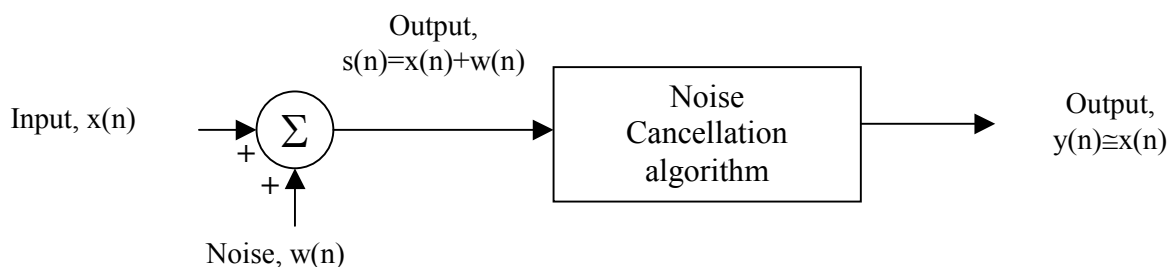 Output,
s(n)=x(n)+w(n)
Input, x(n)
Σ
+
+
Noise, w(n)
Noise
Cancellation
algorithm
Output,
y(n)≅x(n)